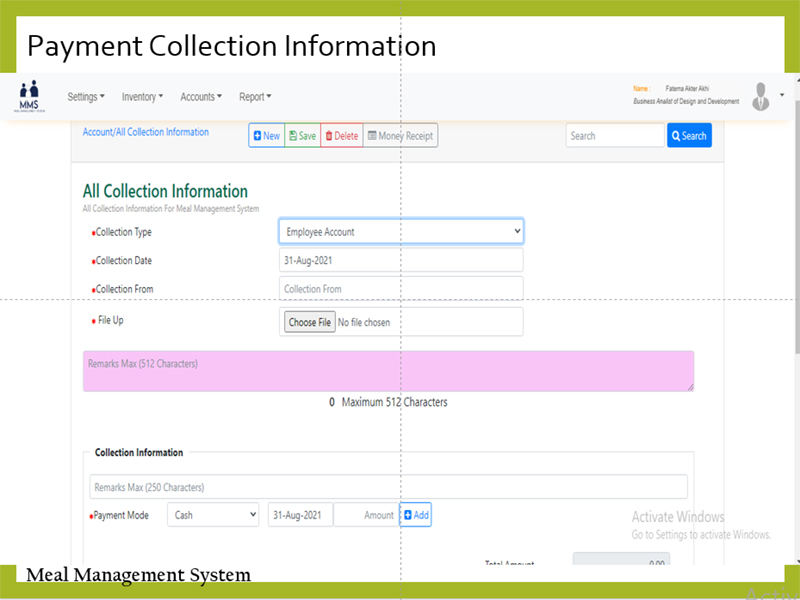 Payment Collection Information
MMS
Settings Inventory Accounts Report
Name : Fatema Akter Akhi
Business Analist of Design and Development
Account/All Collection Information
New Save Delete Money Receipt
Search Search
All Collection Information
All Collection Information For Meal Management System
Collection Type Employee Account
Collection Date 31-Aug-2021
Collection From Collection From
File Up Choose File No file chosen
Remarks Max (512 Characters)
0 Maximum 512 Characters
Collection Information
Remarks Max (250 Characters)
Payment Mode Cash 31-Aug-2021 Amount Add
Activate Windows
Go to Settings to activate Windows.
Total Amount 0.00
Meal Management System